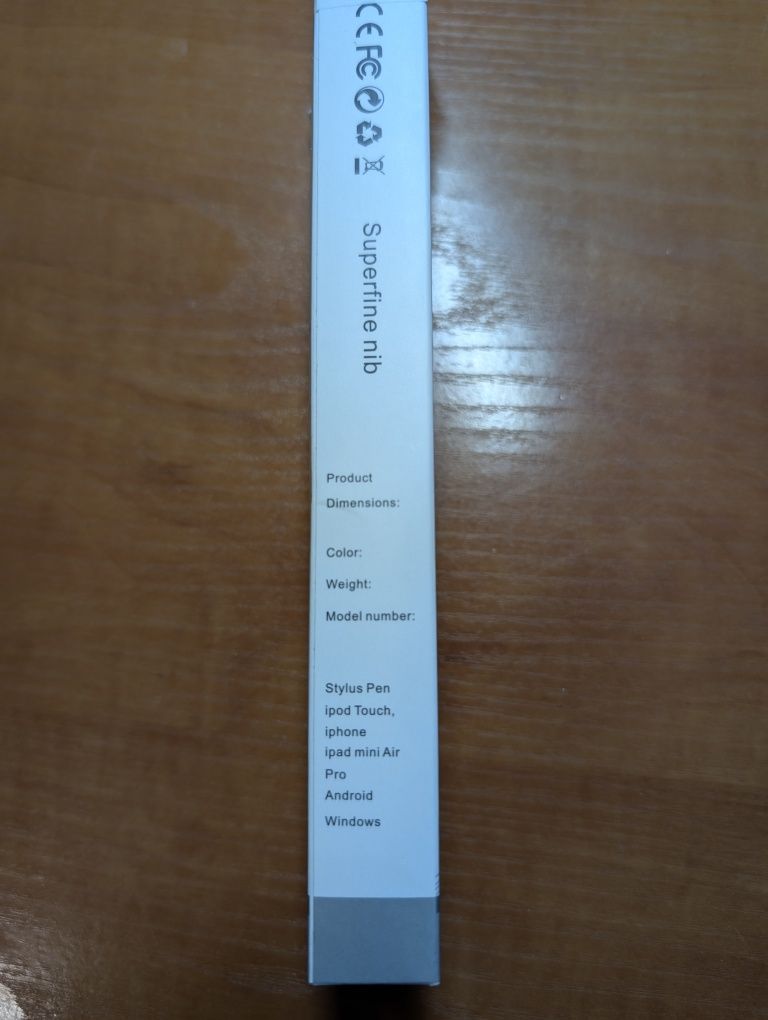 CE FC
Superfine nib
Product
Dimensions:
Color:
Weight:
Model number:
Stylus Pen
ipod Touch,
iphone
ipad mini Air
Pro
Android
Windows